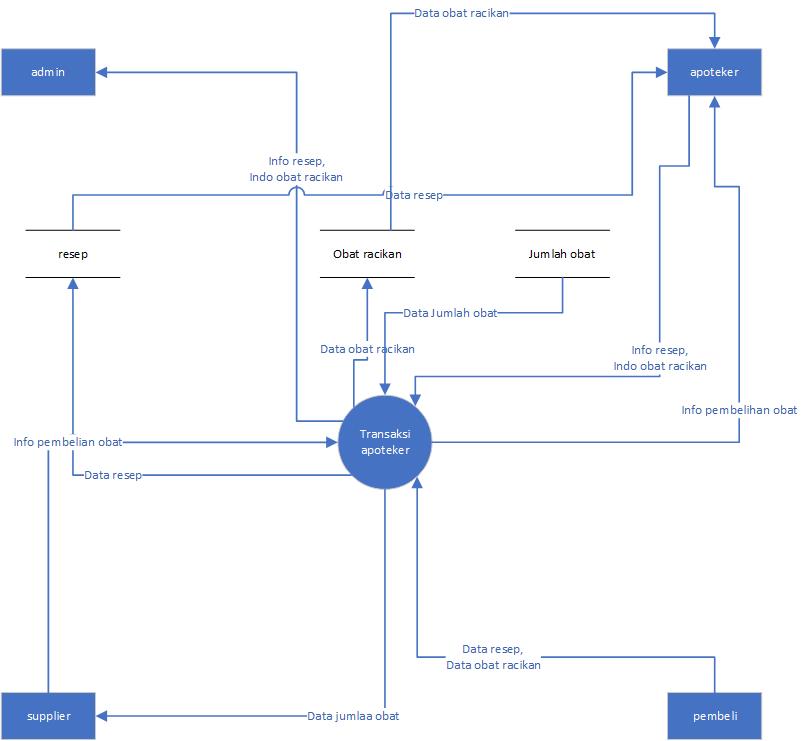 Data obat racikan
admin
apoteker
Info resep,
Indo obat racikan
Data resep
resep
Obat racikan
Jumlah obat
Data Jumlah obat
Data obat racikan
Info resep,
Indo obat racikan
Info pembelihan obat
Transaksi
apoteker
Info pembelian obat
Data resep
Data resep,
Data obat racikan
supplier
Data jumlaa obat
pembeli